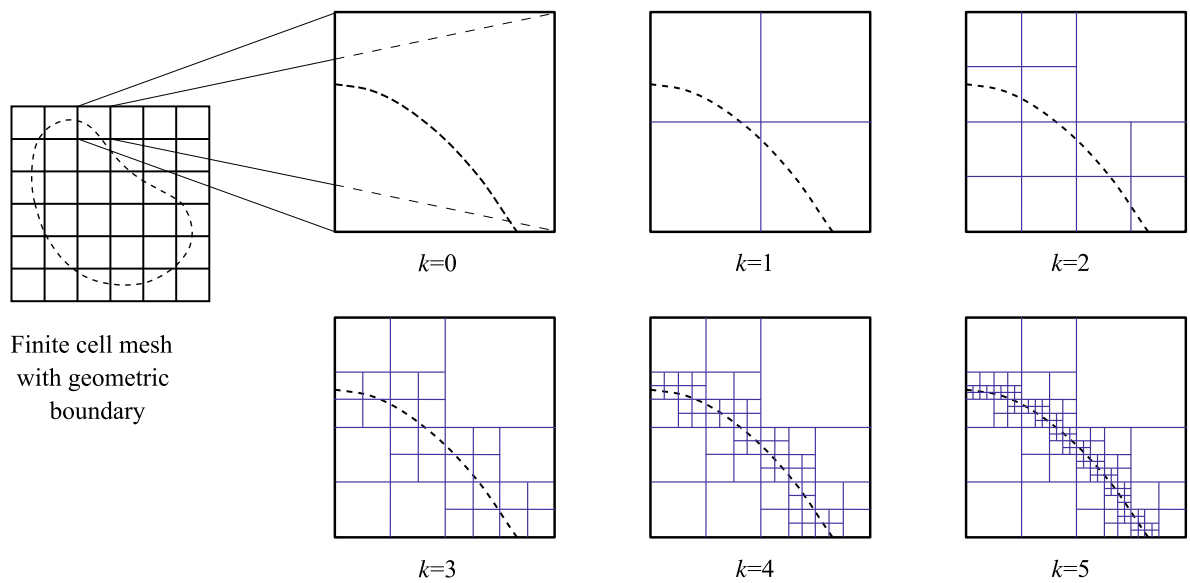 k=0
k=1
k=2
Finite cell mesh
with geometric
boundary
k=3
k=4
k=5